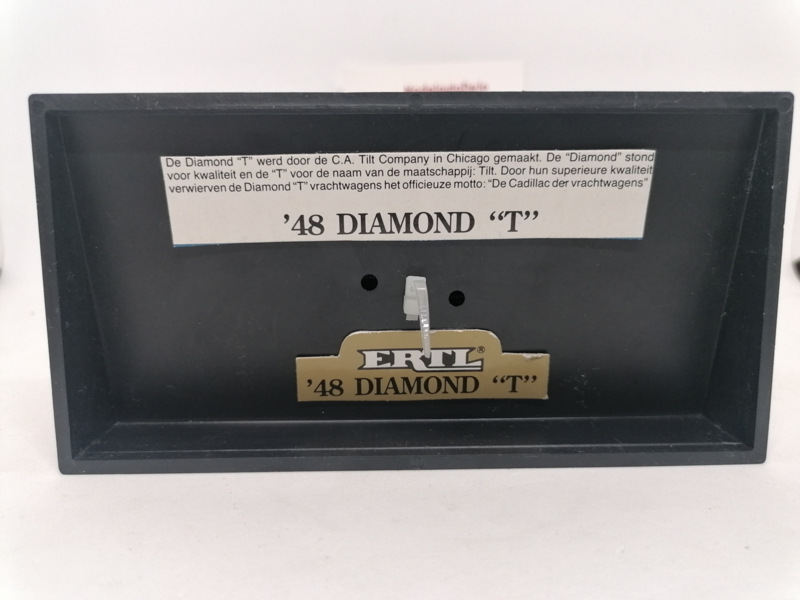 De Diamond "T" werd door de C.A. Tilt Company in Chicago gemaakt. De "Diamond" stond
voor kwaliteit en de "T" voor de naam van de maatschappij: Tilt. Door hun superieure kwaliteit
verwierven de Diamond "T" vrachtwagens het officieuze motto: "De Cadillac der vrachtwagens"
'48 DIAMOND "T"
ERTL®
'48 DIAMOND "T"